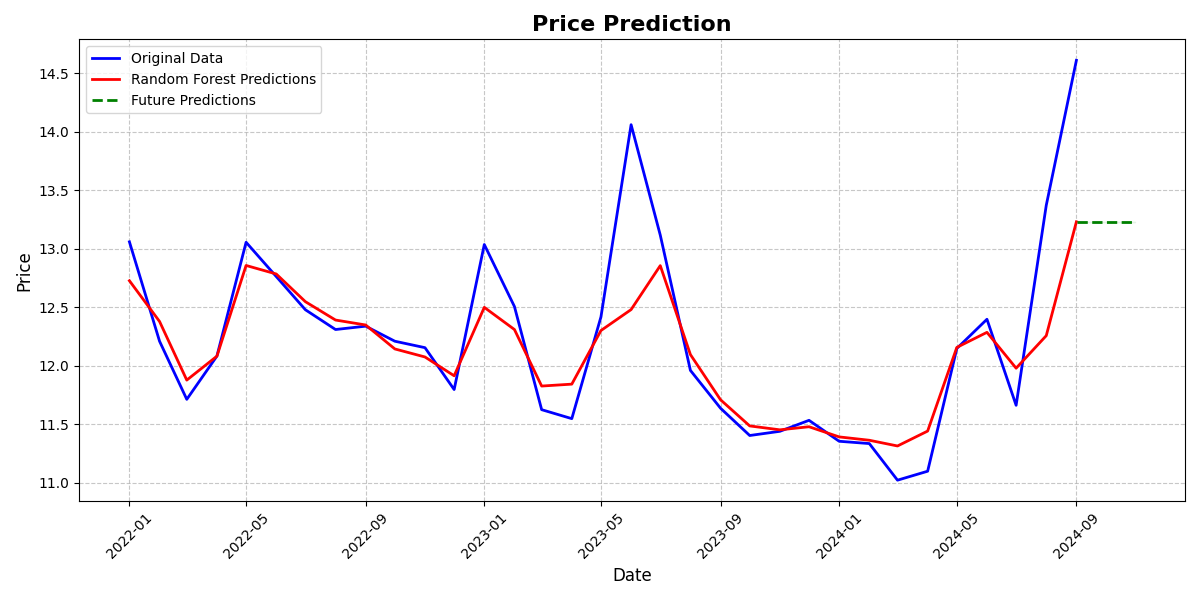 Price Prediction
Original Data
Random Forest Predictions
Future Predictions
Price
14.5
14.0
13.5
13.0
12.5
12.0
11.5
11.0
2022-01
2022-05
2022-09
2023-01
2023-05
2023-09
2024-01
2024-05
2024-09
Date